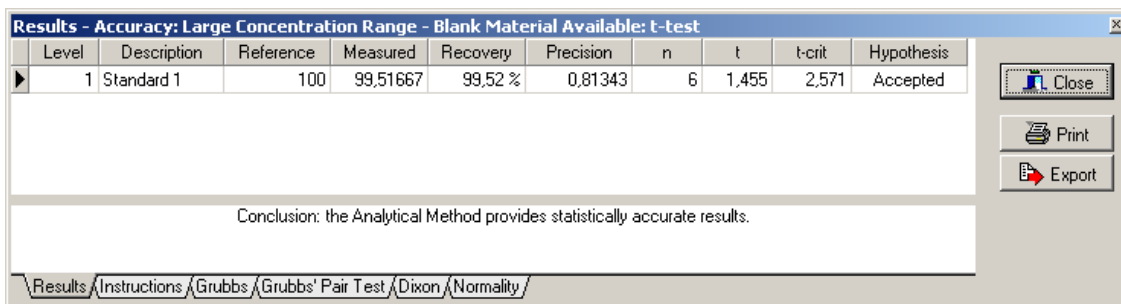 Results - Accuracy: Large Concentration Range - Blank Material Available: t-test
Level Description Reference Measured Recovery Precision n t t-crit Hypothesis
1 Standard 1 100 99,51667 99,52 % 0,81343 6 1,455 2,571 Accepted
Close
Print
Export
Conclusion: the Analytical Method provides statistically accurate results.
Results Instructions Grubbs Grubbs' Pair Test Dixon Normality